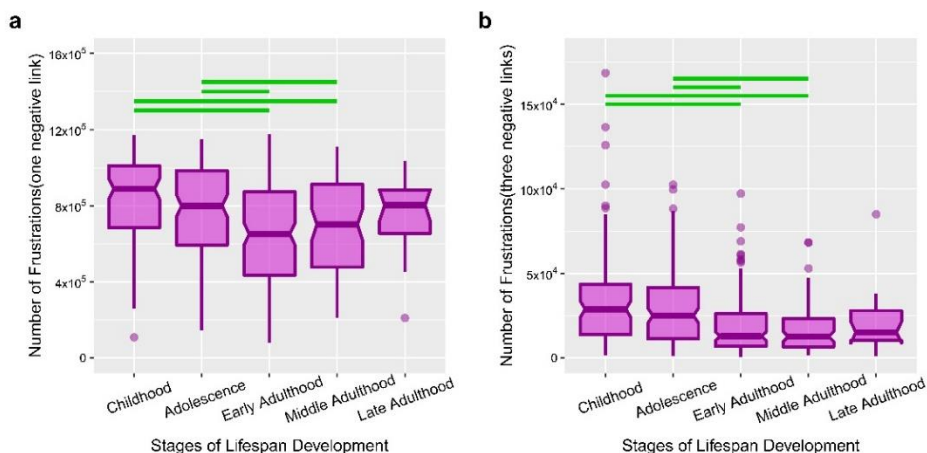 a
Number of Frustrations(one negative link)
16x10⁵
12x10⁵
8x10⁵
4x10⁵
0
Childhood
Adolescence
Early Adulthood
Middle Adulthood
Late Adulthood
Stages of Lifespan Development
b
Number of Frustrations(three negative links)
15x10⁴
10x10⁴
5x10⁴
0
Childhood
Adolescence
Early Adulthood
Middle Adulthood
Late Adulthood
Stages of Lifespan Development